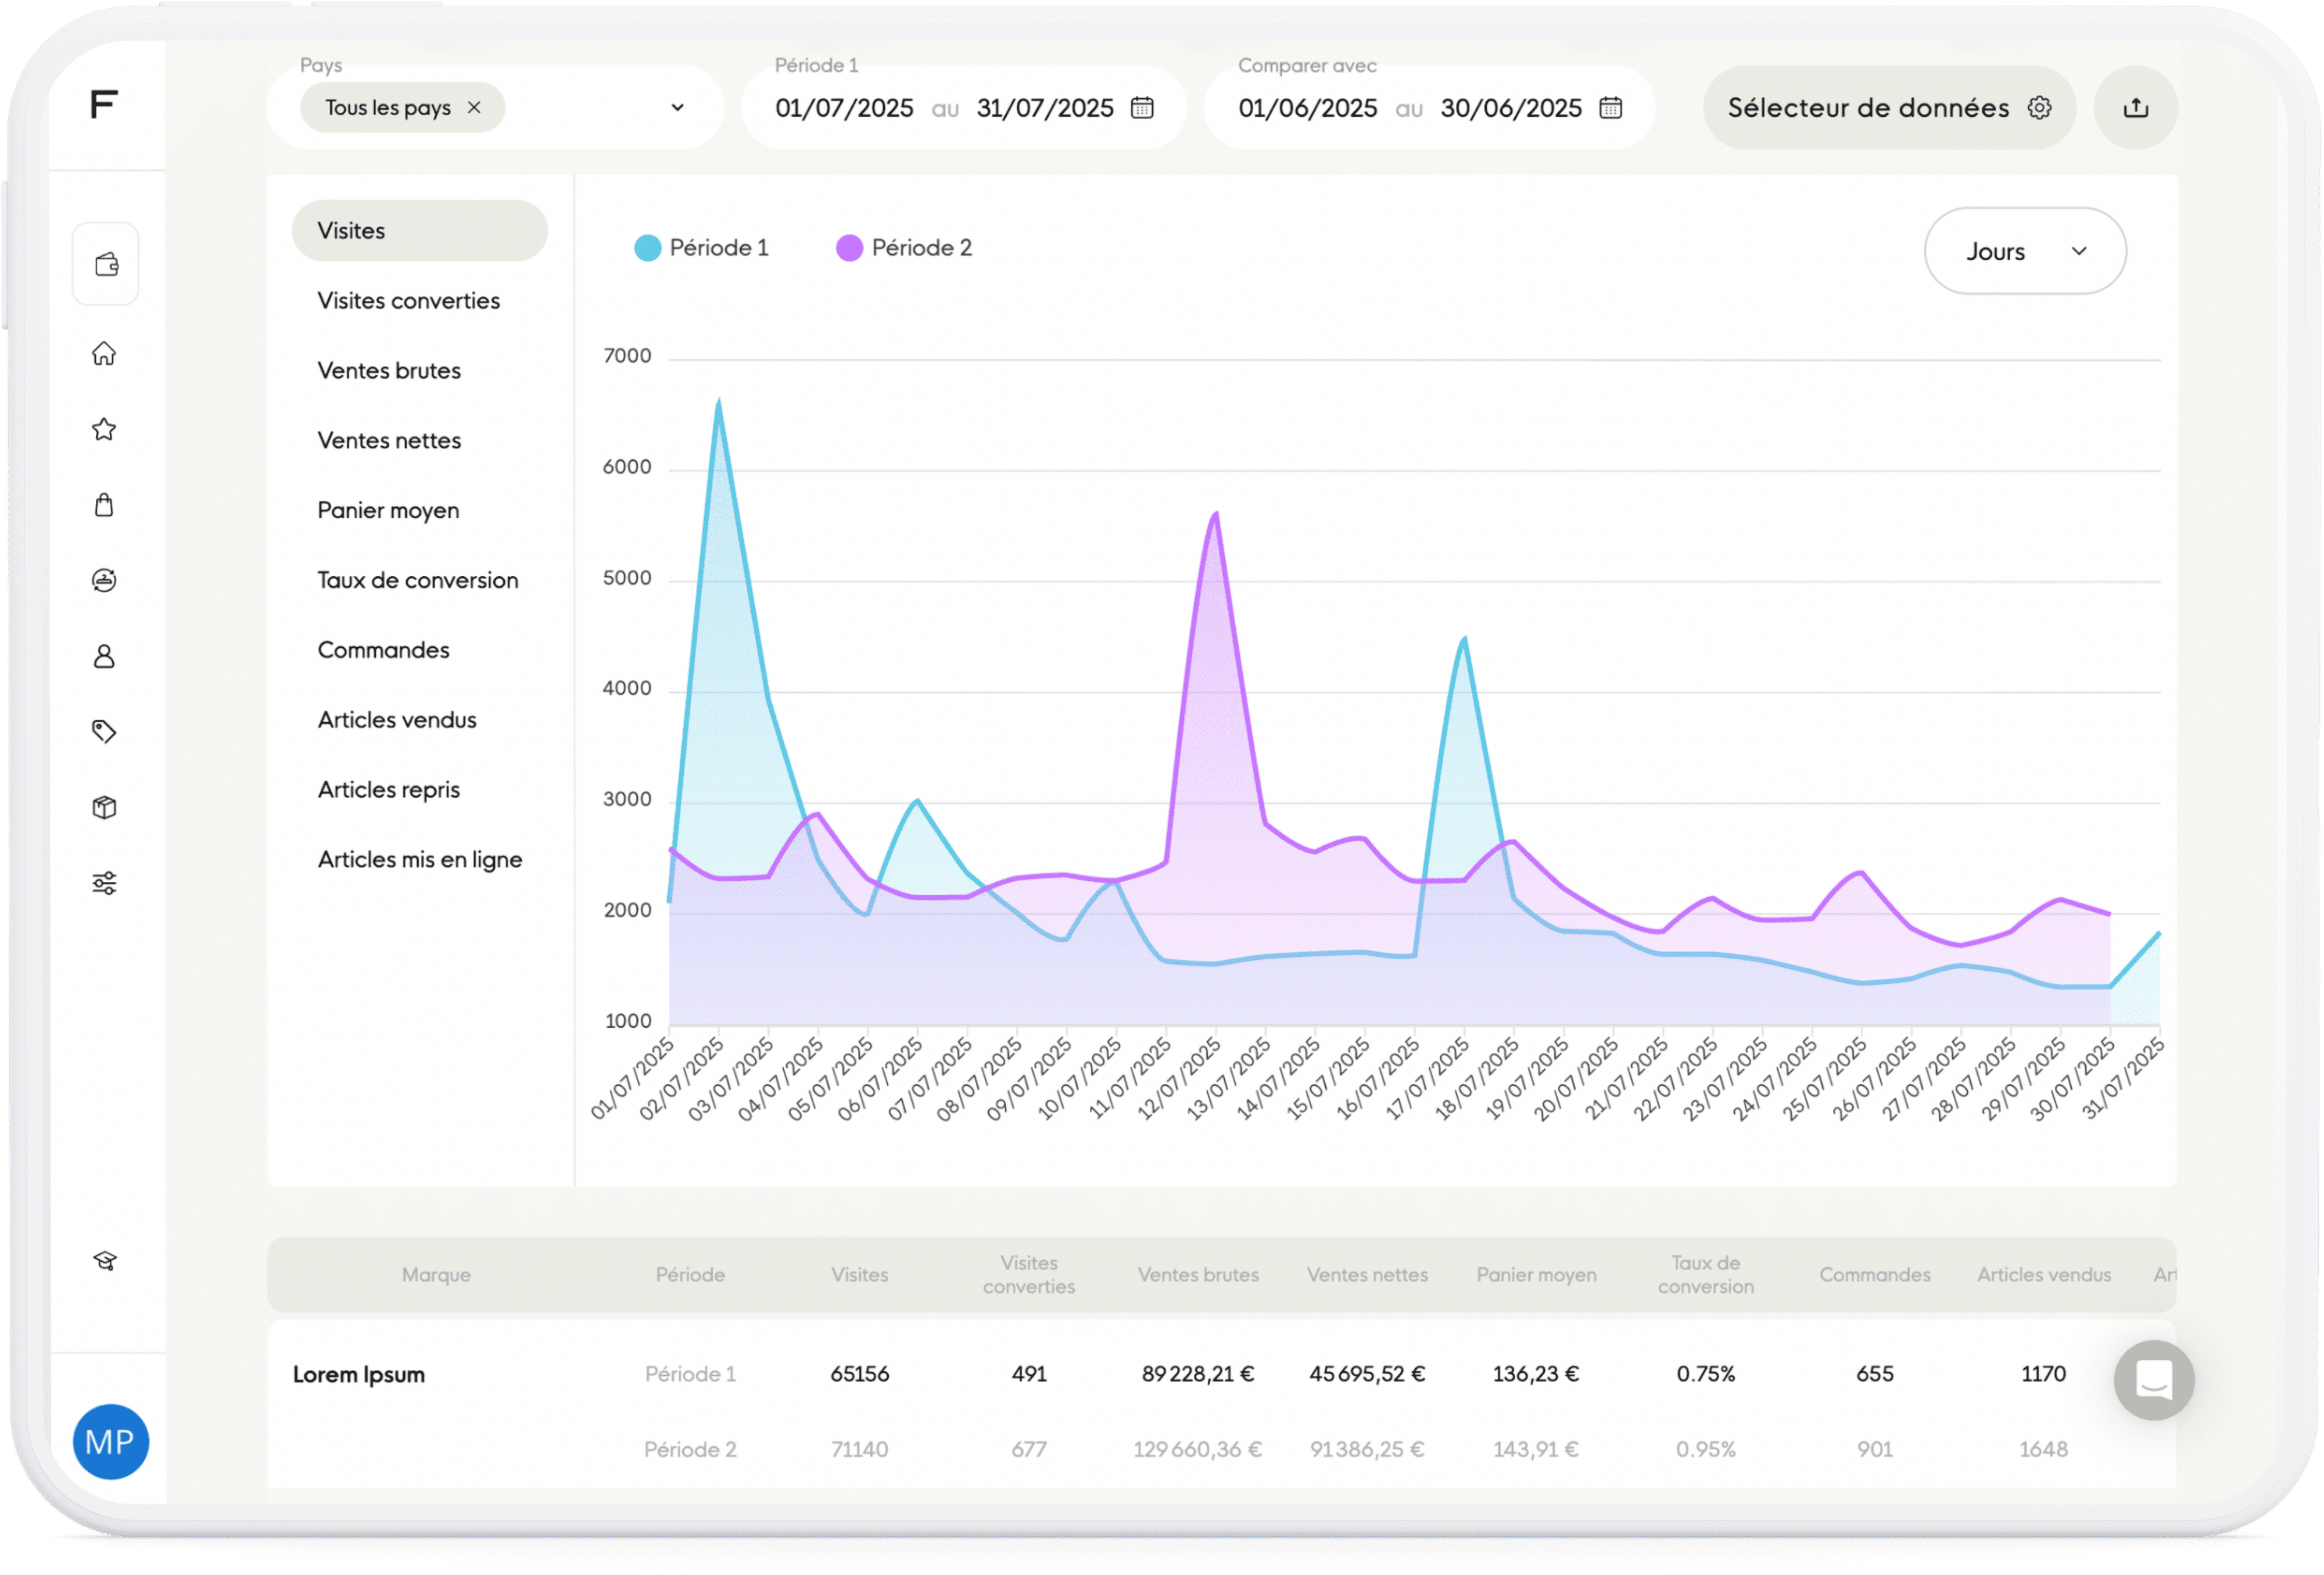 F
Pays
Tous les pays
Période 1
01/07/2025 au 31/07/2025
Comparer avec
01/06/2025 au 30/06/2025
Sélecteur de données
Visites
Visites converties
Ventes brutes
Ventes nettes
Panier moyen
Taux de conversion
Commandes
Articles vendus
Articles repris
Articles mis en ligne
Période 1
Période 2
Jours
7000
6000
5000
4000
3000
2000
1000
01/07/2025
02/07/2025
03/07/2025
04/07/2025
05/07/2025
06/07/2025
07/07/2025
08/07/2025
09/07/2025
10/07/2025
11/07/2025
12/07/2025
13/07/2025
14/07/2025
15/07/2025
16/07/2025
17/07/2025
18/07/2025
19/07/2025
20/07/2025
21/07/2025
22/07/2025
23/07/2025
24/07/2025
25/07/2025
26/07/2025
27/07/2025
28/07/2025
29/07/2025
30/07/2025
31/07/2025
Marque
Période
Visites
Visites
converties
Ventes brutes
Ventes nettes
Panier moyen
Taux de
conversion
Commandes
Articles vendus
Lorem Ipsum
Période 1 65156 491 89 228,21 € 45 695,52 € 136,23 € 0.75% 655 1170
Période 2 71140 677 129 660,36 € 91 386,25 € 143,91 € 0.95% 901 1648
MP